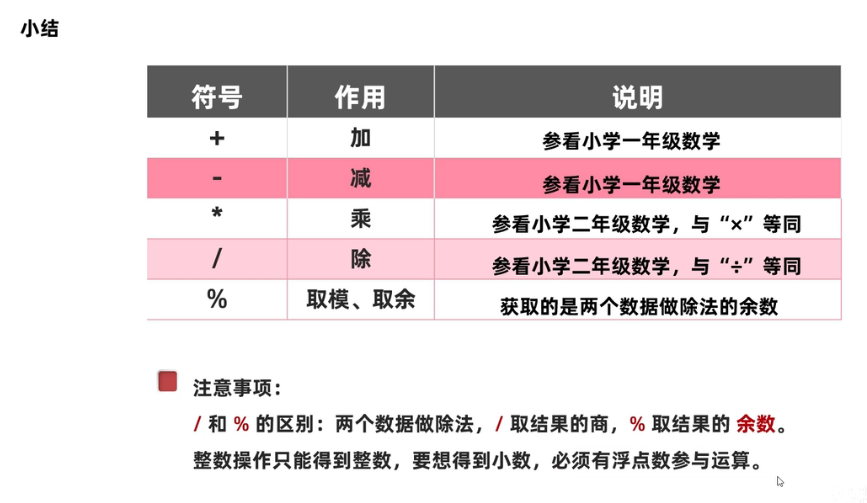 小结
符号 作用 说明
+ 加 参看小学一年级数学
- 减 参看小学一年级数学
* 乘 参看小学二年级数学，与“×”等同
/ 除 参看小学二年级数学，与“÷”等同
% 取模、取余 获取的是两个数据做除法的余数
注意事项：
/ 和 % 的区别：两个数据做除法，/ 取结果的商，% 取结果的 余数。
整数操作只能得到整数，要想得到小数，必须有浮点数参与运算。